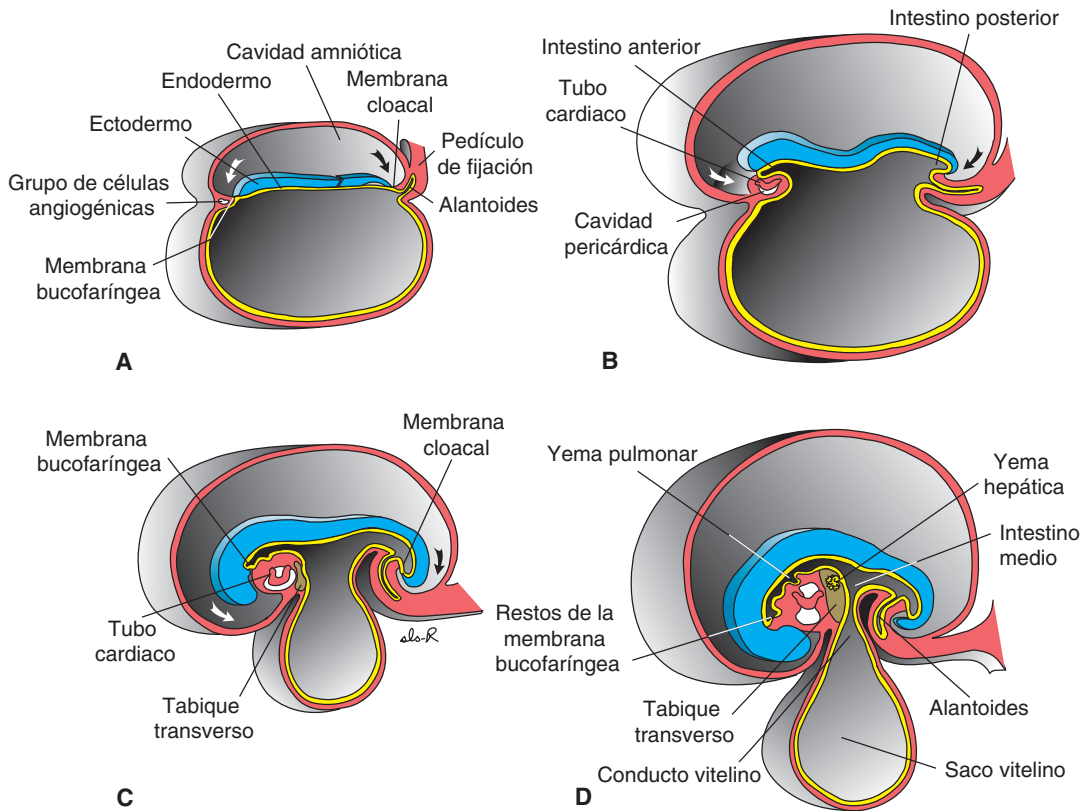 A
Cavidad amniótica
Endodermo
Membrana
cloacal
Ectodermo
Pedículo
de fijación
Grupo de células
angiogénicas
Alantoides
Membrana
bucofaríngea
B
Intestino posterior
Intestino anterior
Tubo
cardiaco
Cavidad
pericárdica
C
Membrana
bucofaríngea
Membrana
cloacal
Tubo
cardiaco
sls-R
Tabique
transverso
D
Yema pulmonar
Yema
hepática
Intestino
medio
Restos de la
membrana
bucofaríngea
Tabique
transverso
Alantoides
Conducto vitelino
Saco vitelino